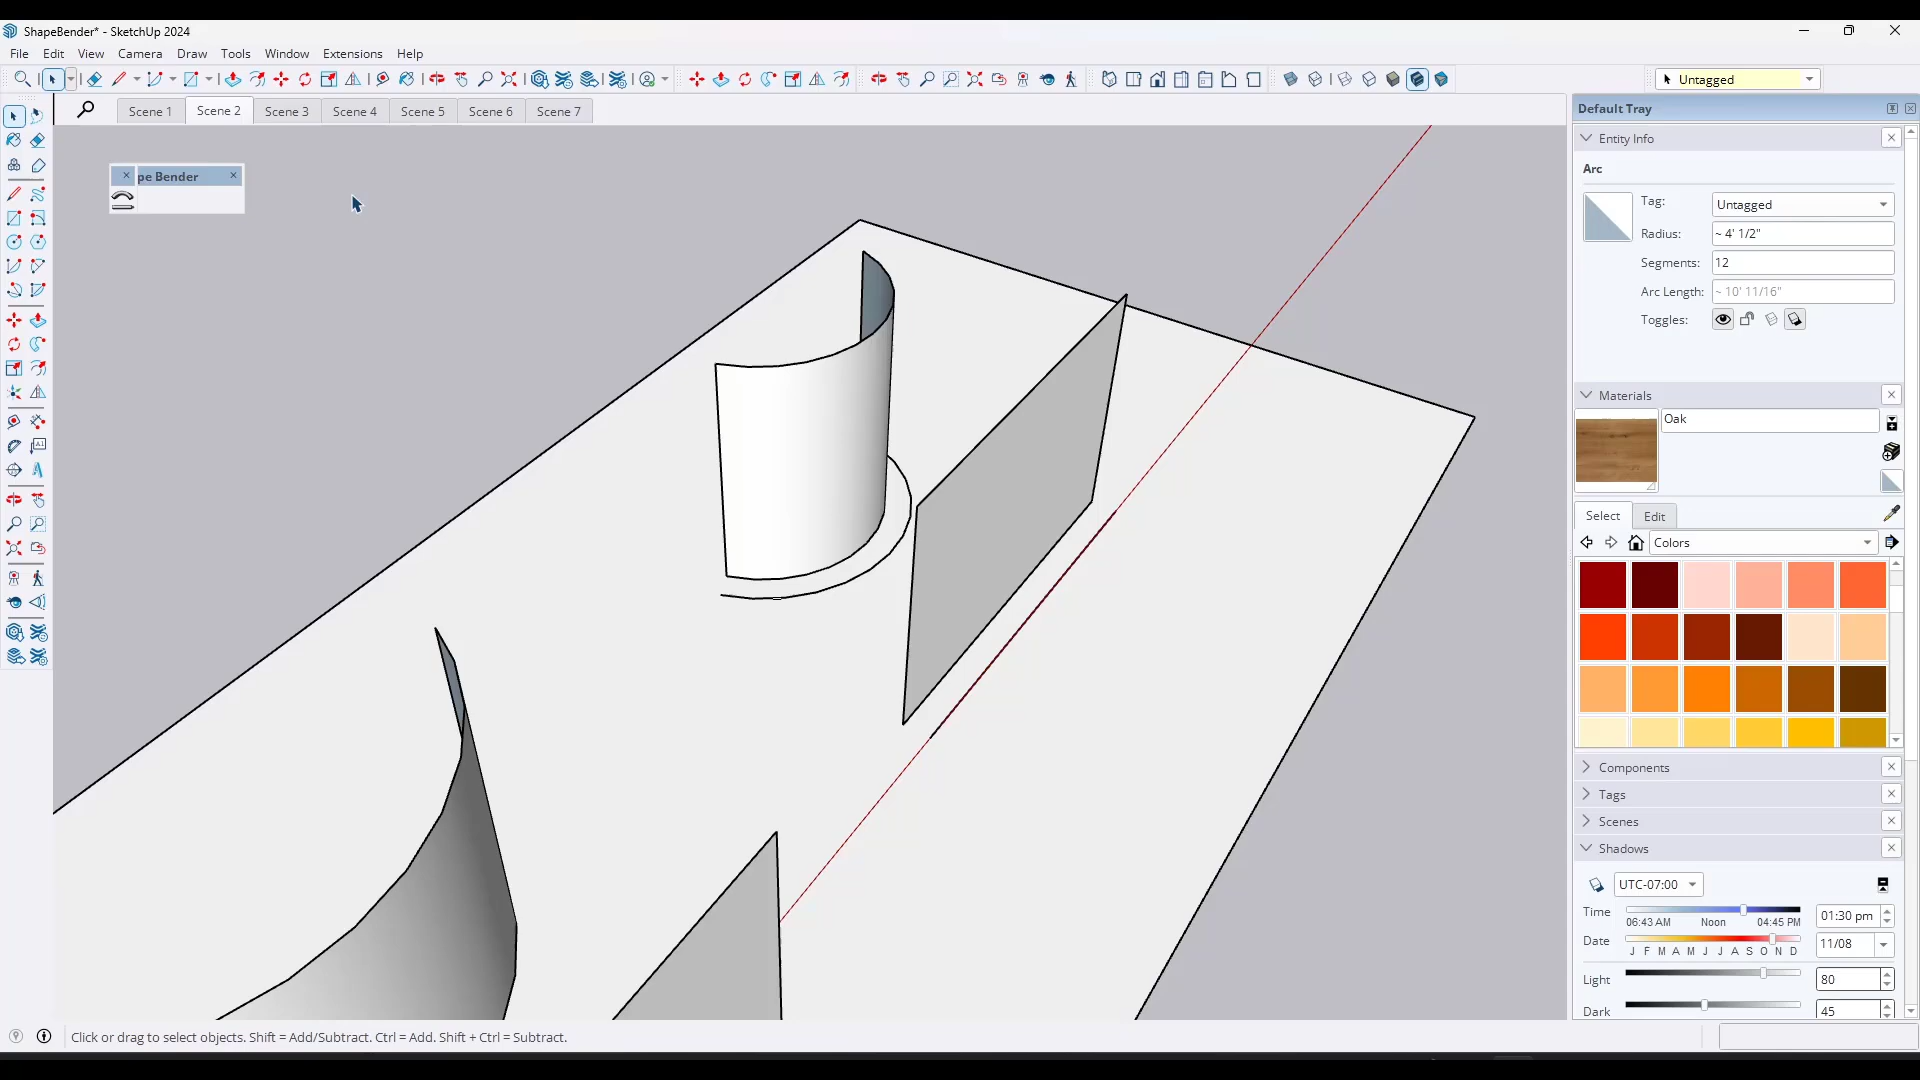 ShapeBender* - SketchUp 2024
File Edit View Camera Draw Tools Window Extensions Help
Untagged
Scene 1 Scene 2 Scene 3 Scene 4 Scene 5 Scene 6 Scene 7
pe Bender
Default Tray
Entity Info
Arc
Tag: Untagged
Radius: ~ 4' 1/2"
Segments: 12
Arc Length: ~ 10' 11/16"
Toggles:
Materials
Oak
Select Edit
Colors
Components
Tags
Scenes
Shadows
UTC-07:00
Time 06:43 AM Noon 04:45 PM 01:30 pm
Date J F M A M J J A S O N D 11/08
Light 80
Dark 45
Click or drag to select objects. Shift = Add/Subtract. Ctrl = Add. Shift + Ctrl = Subtract.